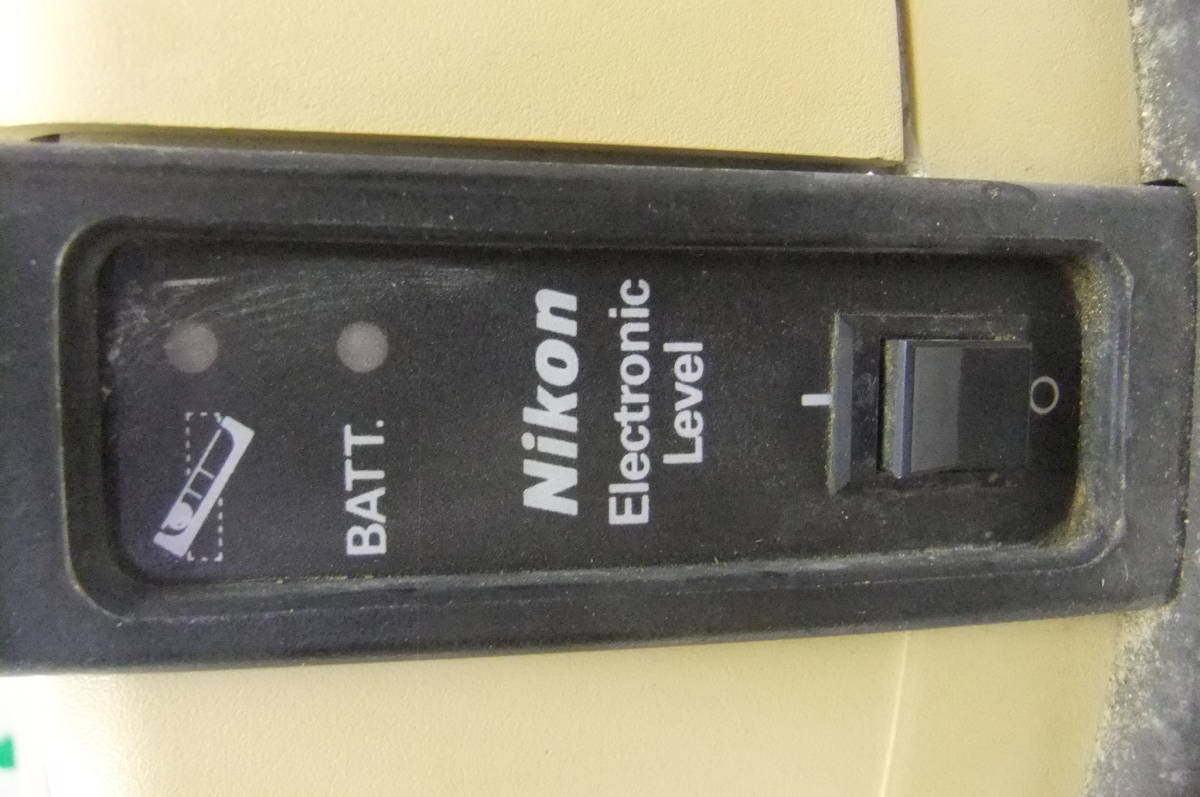 BATT.
Nikon
Electronic
Level
I
O